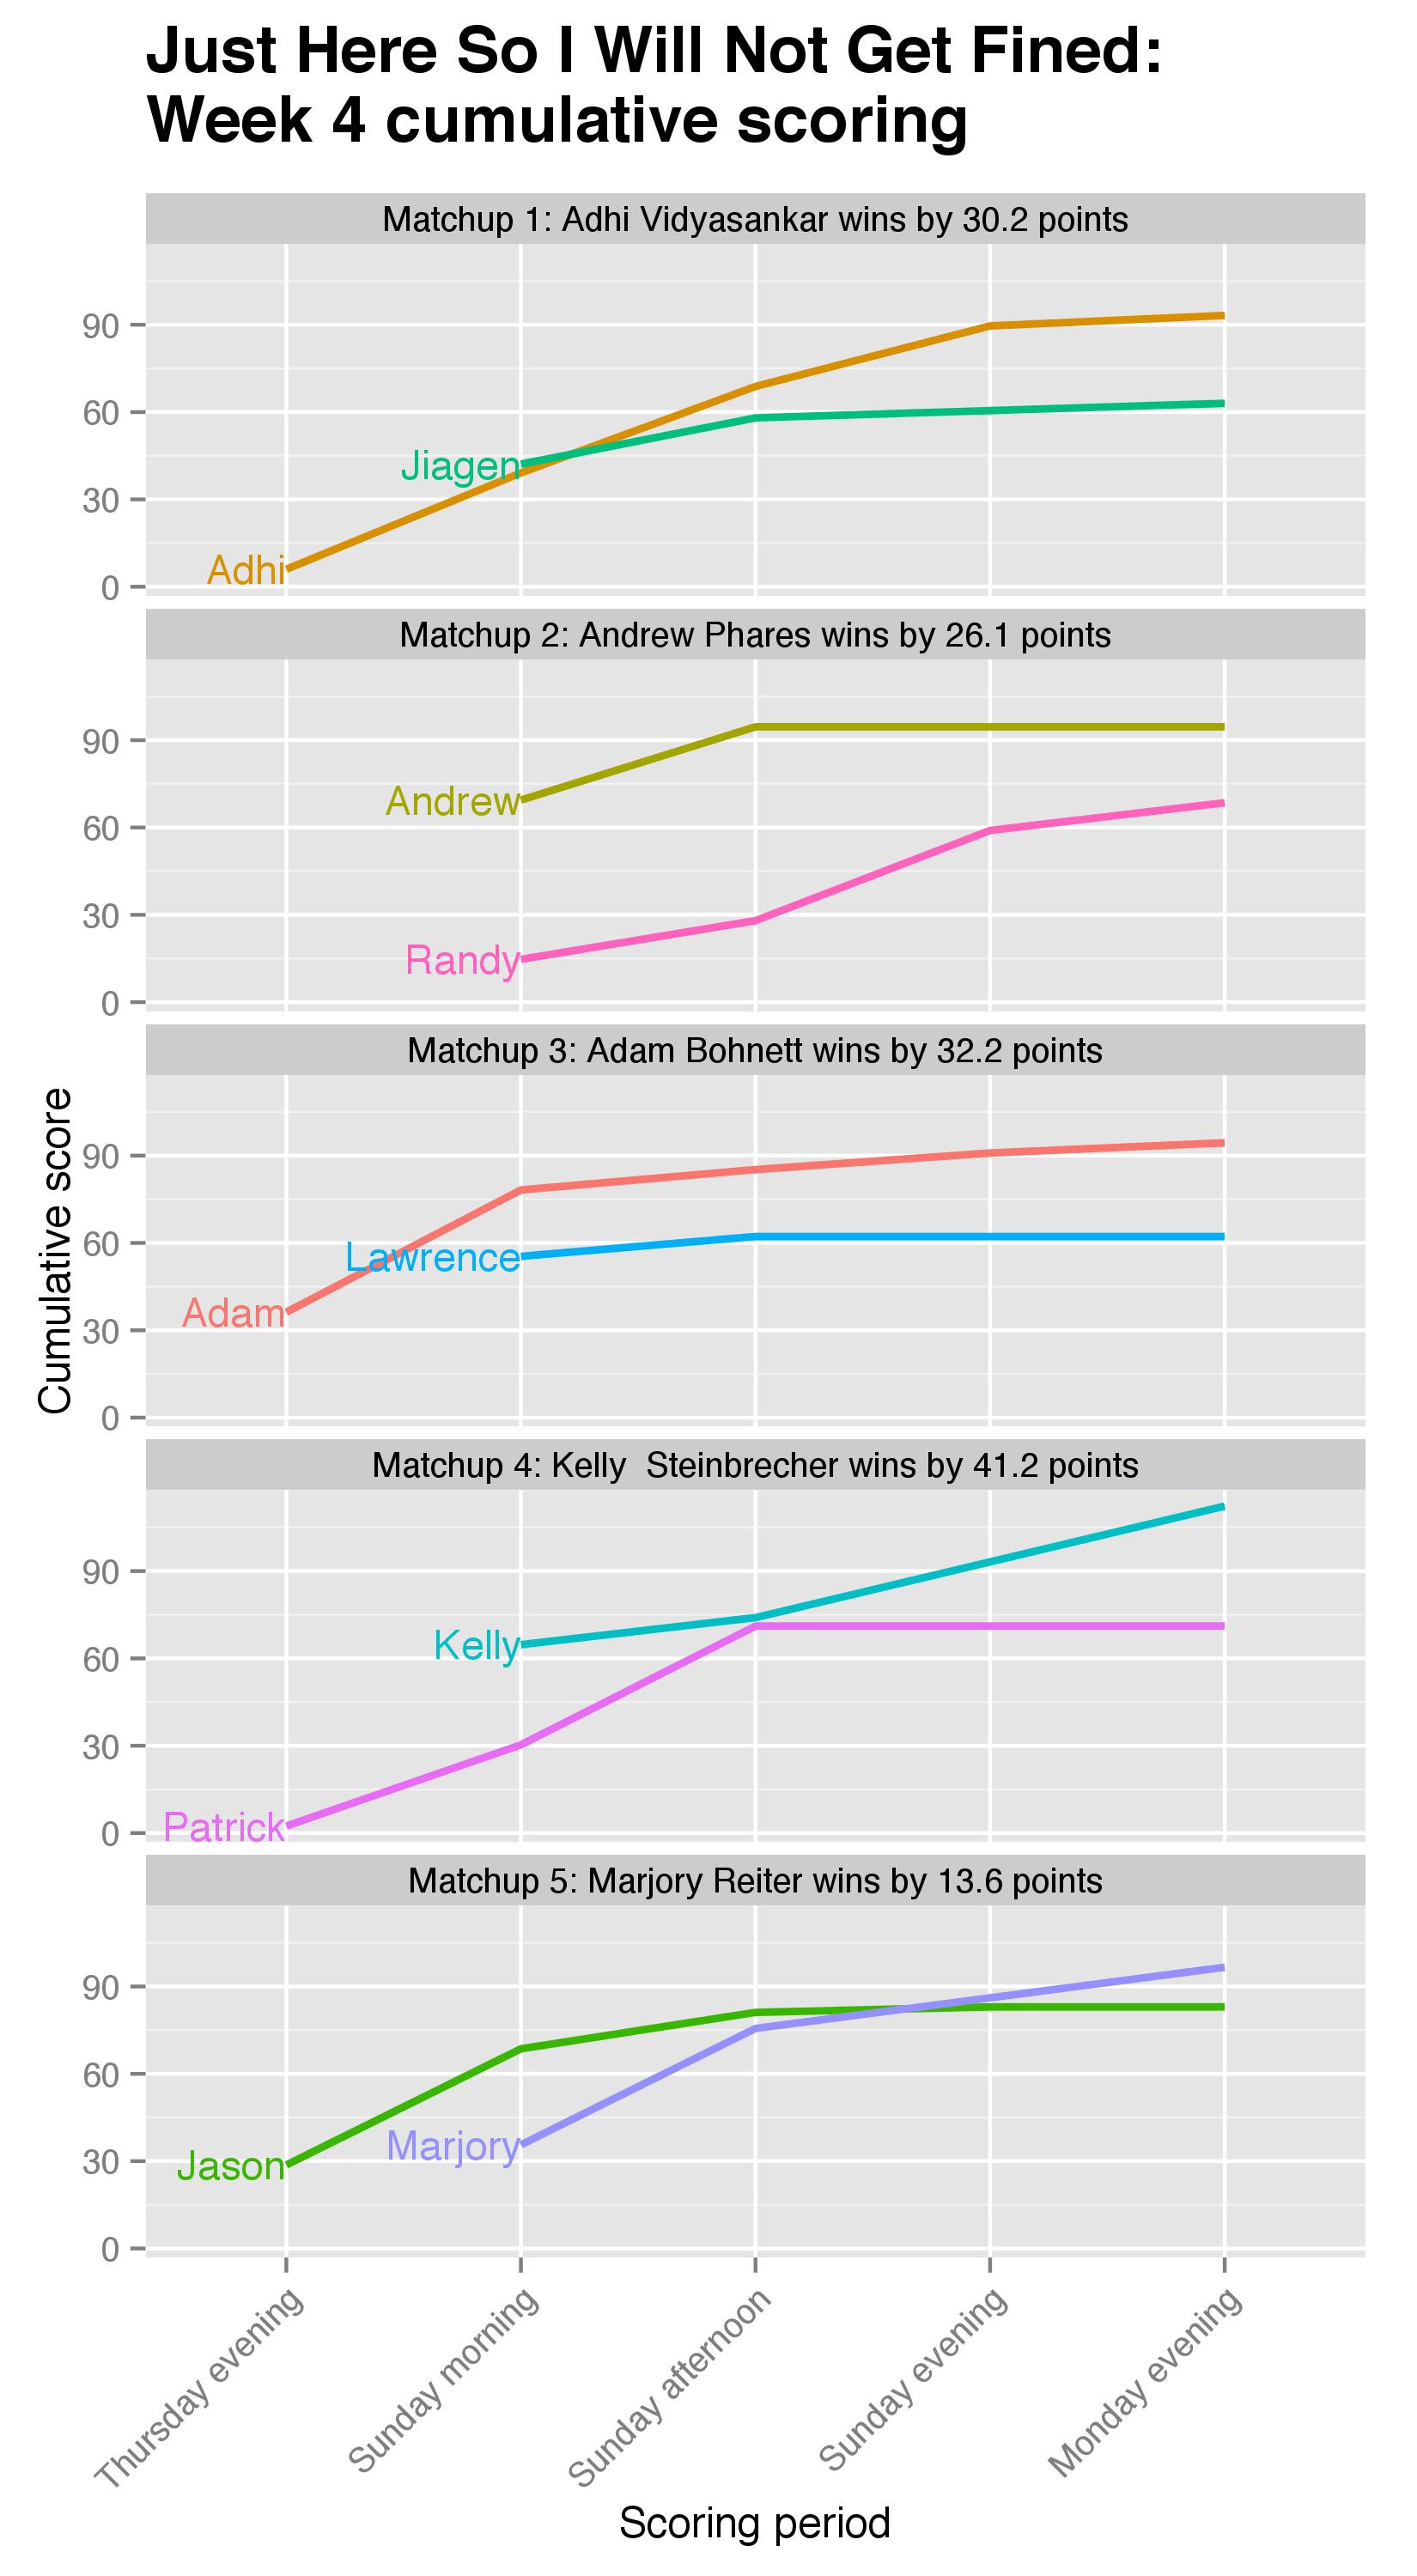 Just Here So I Will Not Get Fined:
Week 4 cumulative scoring
Matchup 1: Adhi Vidyasankar wins by 30.2 points
90
60
Jiagen
30
Adhi
0
Matchup 2: Andrew Phares wins by 26.1 points
90
Andrew
60
30
Randy
0
Matchup 3: Adam Bohnett wins by 32.2 points
Cumulative score
90
60
Lawrence
Adam
30
0
Matchup 4: Kelly  Steinbrecher wins by 41.2 points
90
Kelly
60
30
Patrick
0
Matchup 5: Marjory Reiter wins by 13.6 points
90
60
Marjory
30
Jason
0
Thursday evening
Sunday morning
Sunday afternoon
Sunday evening
Monday evening
Scoring period